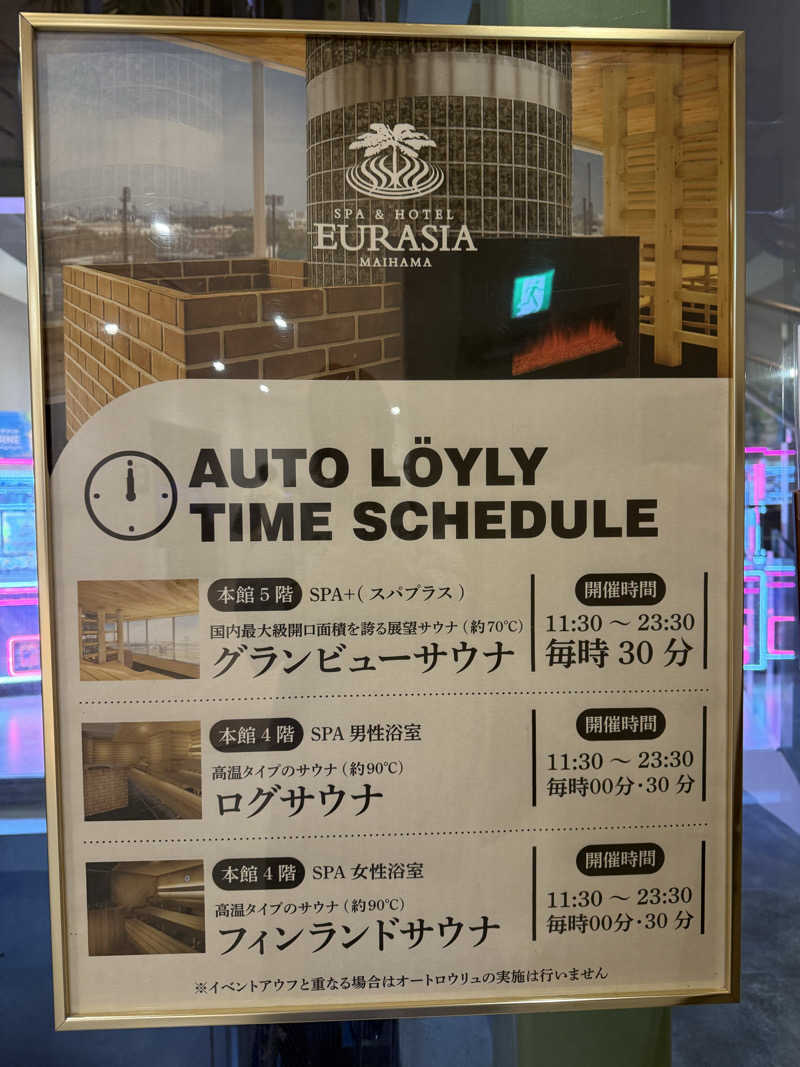 SPA & HOTEL
EURASIA
MAIHAMA
AUTO LÖYLY
TIME SCHEDULE
本館5階 SPA+(スパプラス)
国内最大級開口面積を誇る展望サウナ(約70℃)
グランビューサウナ
開催時間
11:30 ～ 23:30
毎時 30 分
本館4階 SPA 男性浴室
高温タイプのサウナ(約90℃)
ログサウナ
開催時間
11:30 ～ 23:30
毎時00分・30 分
本館4階 SPA 女性浴室
高温タイプのサウナ(約90℃)
フィンランドサウナ
開催時間
11:30 ～ 23:30
毎時00分・30 分
※イベントアウフと重なる場合はオートロウリュの実施は行いません